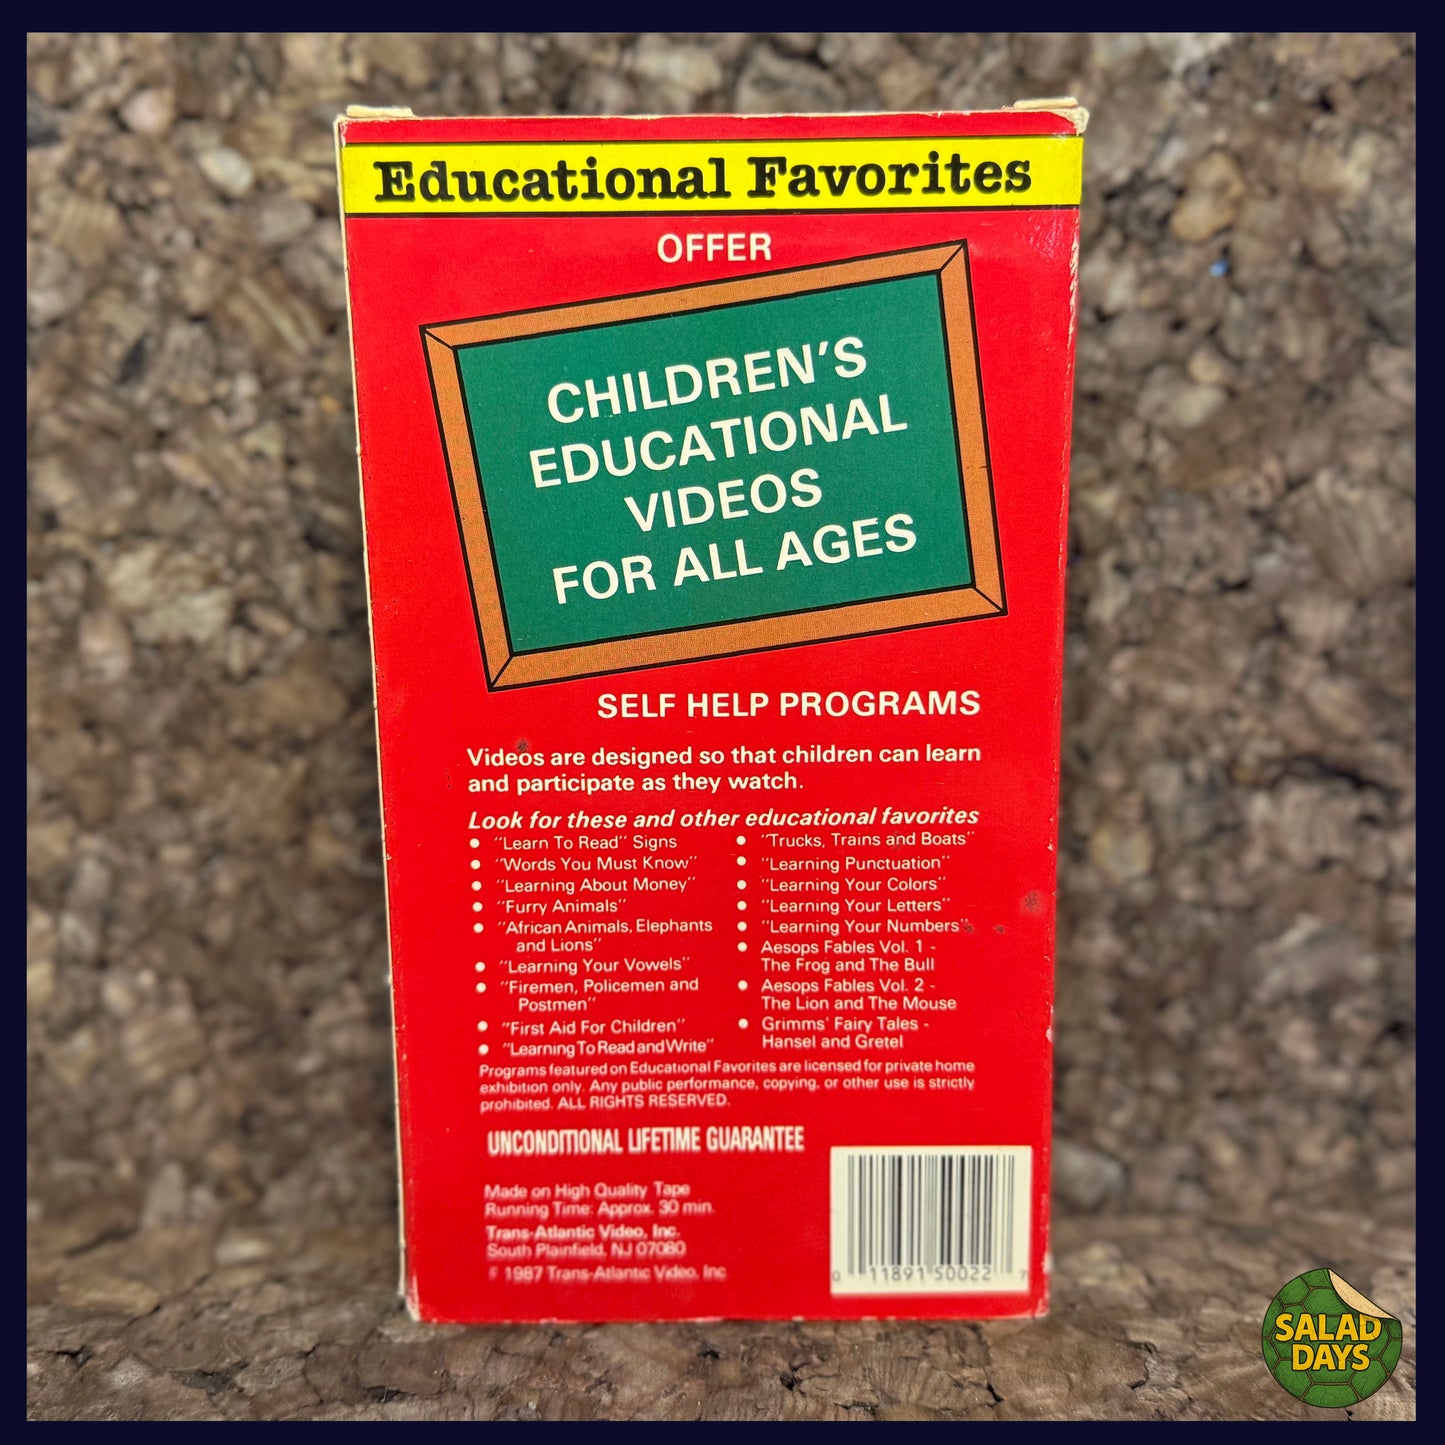 Educational Favorites
OFFER
CHILDREN'S
EDUCATIONAL
VIDEOS
FOR ALL AGES
SELF HELP PROGRAMS
Videos are designed so that children can learn
and participate as they watch.
Look for these and other educational favorites
• "Learn To Read" Signs
• "Words You Must Know"
• "Learning About Money"
• "Furry Animals"
• "African Animals, Elephants
and Lions"
• "Learning Your Vowels"
• "Firemen, Policemen and
Postmen"
• "First Aid For Children"
• "Learning To Read and Write"
• "Trucks, Trains and Boats"
• "Learning Punctuation"
• "Learning Your Colors"
• "Learning Your Letters"
• "Learning Your Numbers"
• Aesops Fables Vol. 1 -
The Frog and The Bull
• Aesops Fables Vol. 2 -
The Lion and The Mouse
• Grimms' Fairy Tales -
Hansel and Gretel
Programs featured on Educational Favorites are licensed for private home
exhibition only. Any public performance, copying, or other use is strictly
prohibited. ALL RIGHTS RESERVED.
UNCONDITIONAL LIFETIME GUARANTEE
Made on High Quality Tape
Running Time: Approx. 30 min.
Trans-Atlantic Video, Inc.
South Plainfield, NJ 07080
© 1987 Trans-Atlantic Video, Inc
0 11891 50022 7
SALAD
DAYS